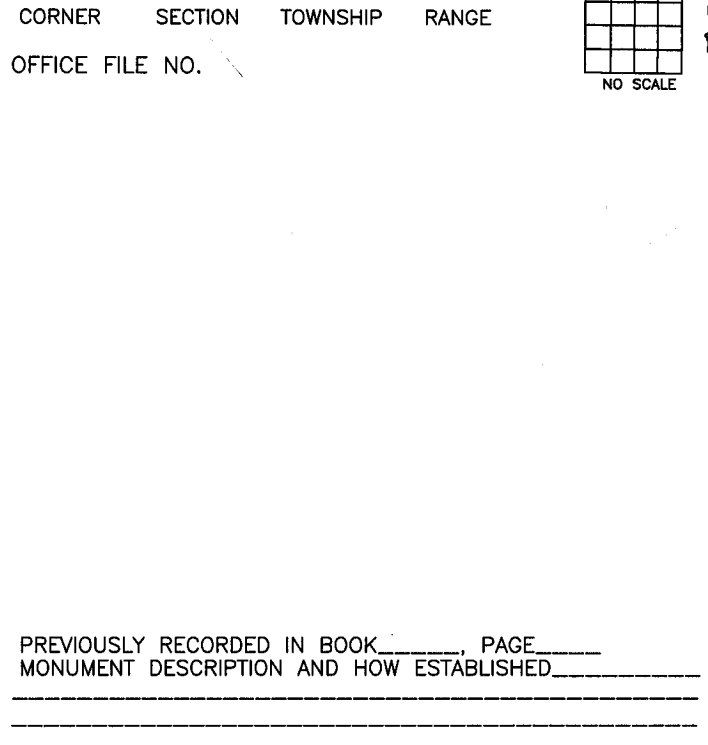 CORNER SECTION TOWNSHIP RANGE
OFFICE FILE NO.
NO SCALE
PREVIOUSLY RECORDED IN BOOK______, PAGE_____
MONUMENT DESCRIPTION AND HOW ESTABLISHED__________